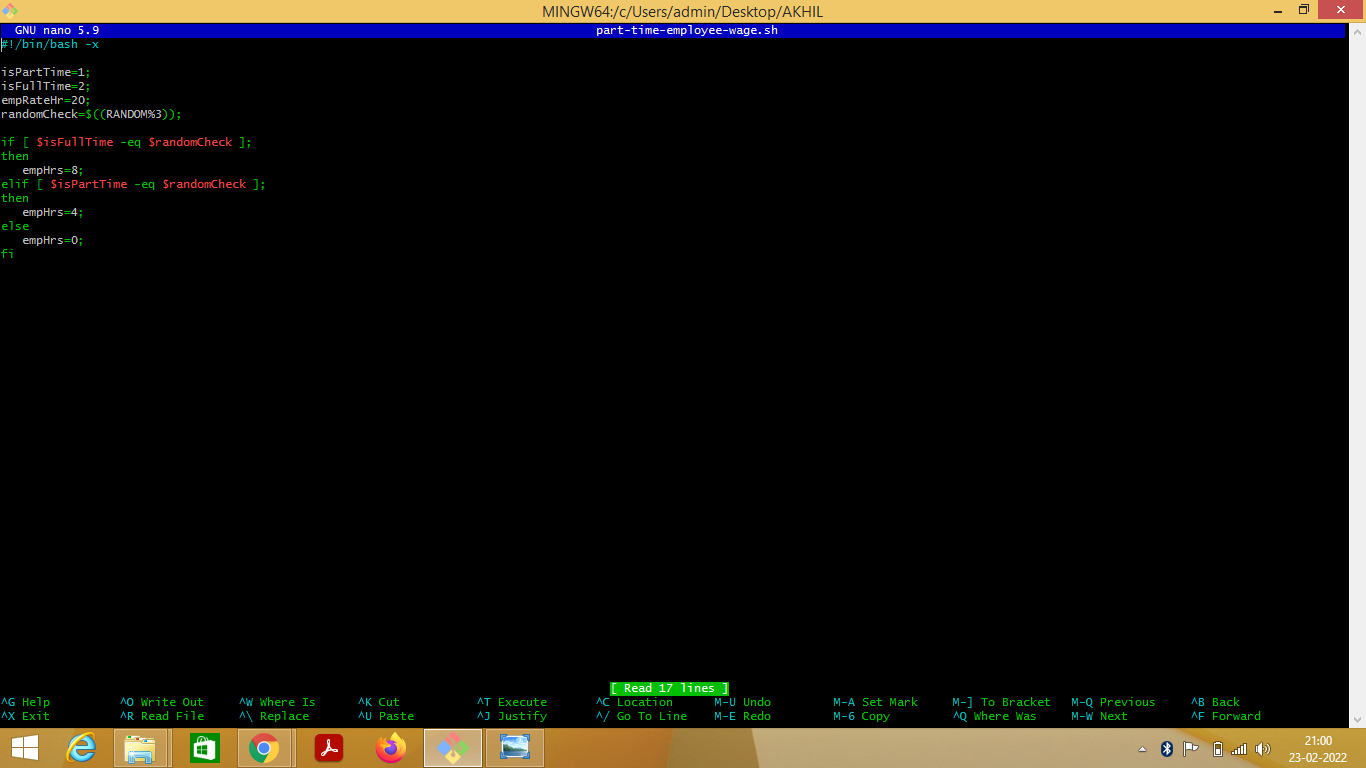 MINGW64:/c/Users/admin/Desktop/AKHIL
GNU nano 5.9 part-time-employee-wage.sh
#!/bin/bash -x
isPartTime=1;
isFullTime=2;
empRateHr=20;
randomCheck=$((RANDOM%3));
if [ $isFullTime -eq $randomCheck ];
then
   empHrs=8;
elif [ $isPartTime -eq $randomCheck ];
then
   empHrs=4;
else
   empHrs=0;
fi
[ Read 17 lines ]
^G Help ^O Write Out ^W Where Is ^K Cut ^T Execute ^C Location M-U Undo M-A Set Mark M-] To Bracket M-Q Previous ^B Back
^X Exit ^R Read File ^\ Replace ^U Paste ^J Justify ^/ Go To Line M-E Redo M-6 Copy ^Q Where Was M-W Next ^F Forward
21:00
23-02-2022